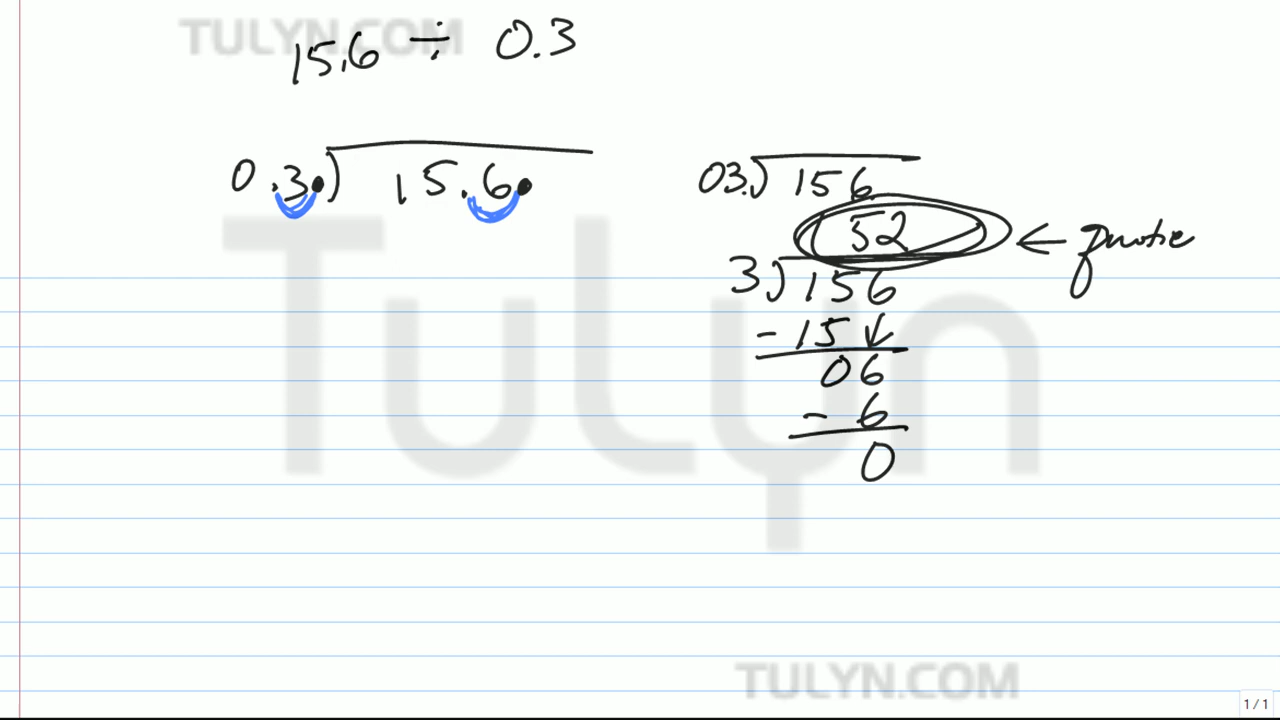 TULYN.COM
15.6 ÷ 0.3
0.3.) 15.6.
03.) 156
52 ← quotie
3) 156
- 15 ↓
06
- 6
0
TULYN
TULYN.COM
1 / 1